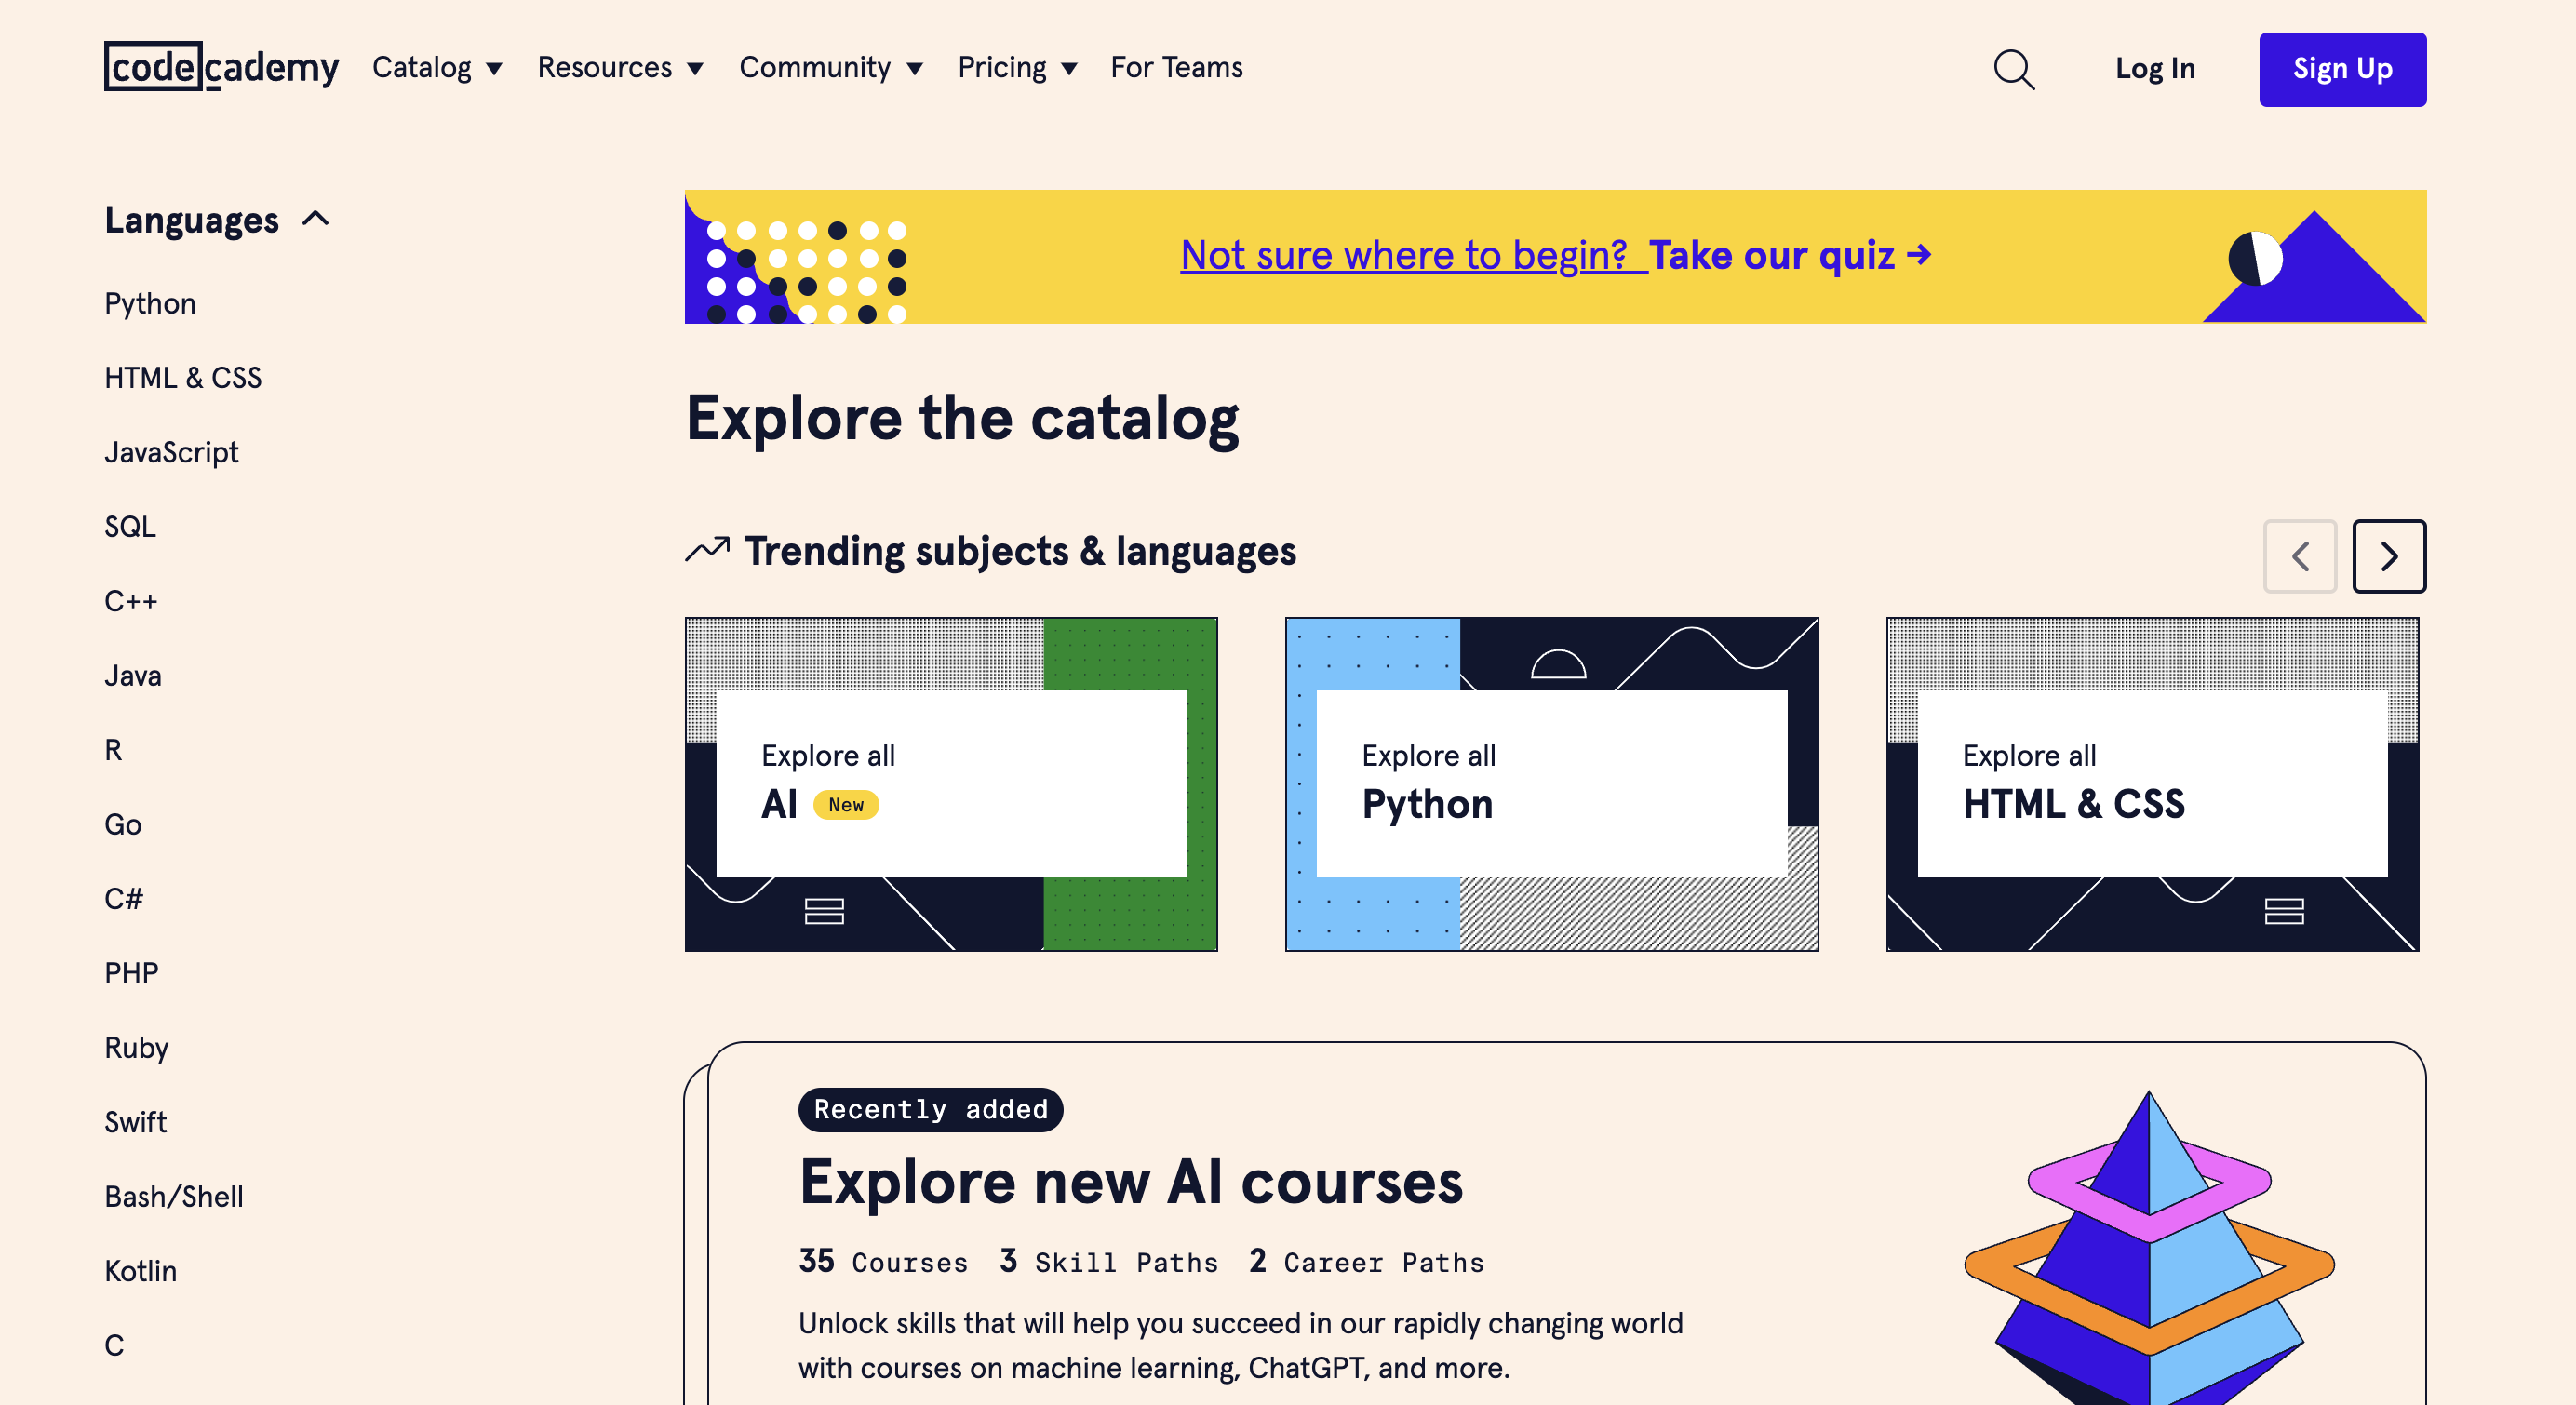 codecademy
Catalog
Resources
Community
Pricing
For Teams
Log In
Sign Up
Languages
Python
HTML & CSS
JavaScript
SQL
C++
Java
R
Go
C#
PHP
Ruby
Swift
Bash/Shell
Kotlin
C
Not sure where to begin? Take our quiz →
Explore the catalog
Trending subjects & languages
Explore all
AI New
Explore all
Python
Explore all
HTML & CSS
Recently added
Explore new AI courses
35 Courses 3 Skill Paths 2 Career Paths
Unlock skills that will help you succeed in our rapidly changing world
with courses on machine learning, ChatGPT, and more.